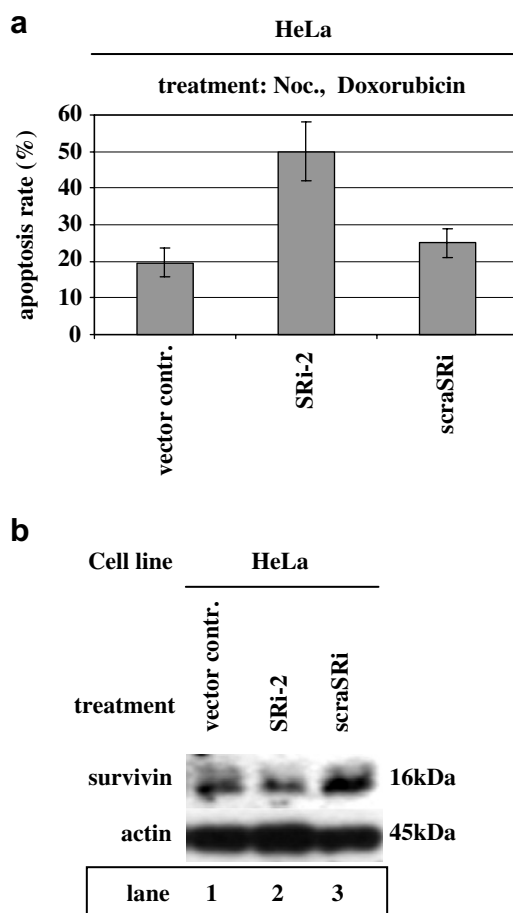 a
HeLa
treatment: Noc., Doxorubicin
apoptosis rate (%)
60
50
40
30
20
10
0
vector contr.
SRi-2
scraSRi
b
Cell line HeLa
treatment vector contr. SRi-2 scraSRi
survivin 16kDa
actin 45kDa
lane 1 2 3